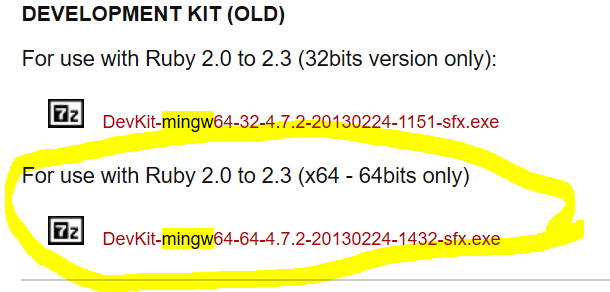 DEVELOPMENT KIT (OLD)
For use with Ruby 2.0 to 2.3 (32bits version only):
7z DevKit-mingw64-32-4.7.2-20130224-1151-sfx.exe
For use with Ruby 2.0 to 2.3 (x64 - 64bits only)
7z DevKit-mingw64-64-4.7.2-20130224-1432-sfx.exe